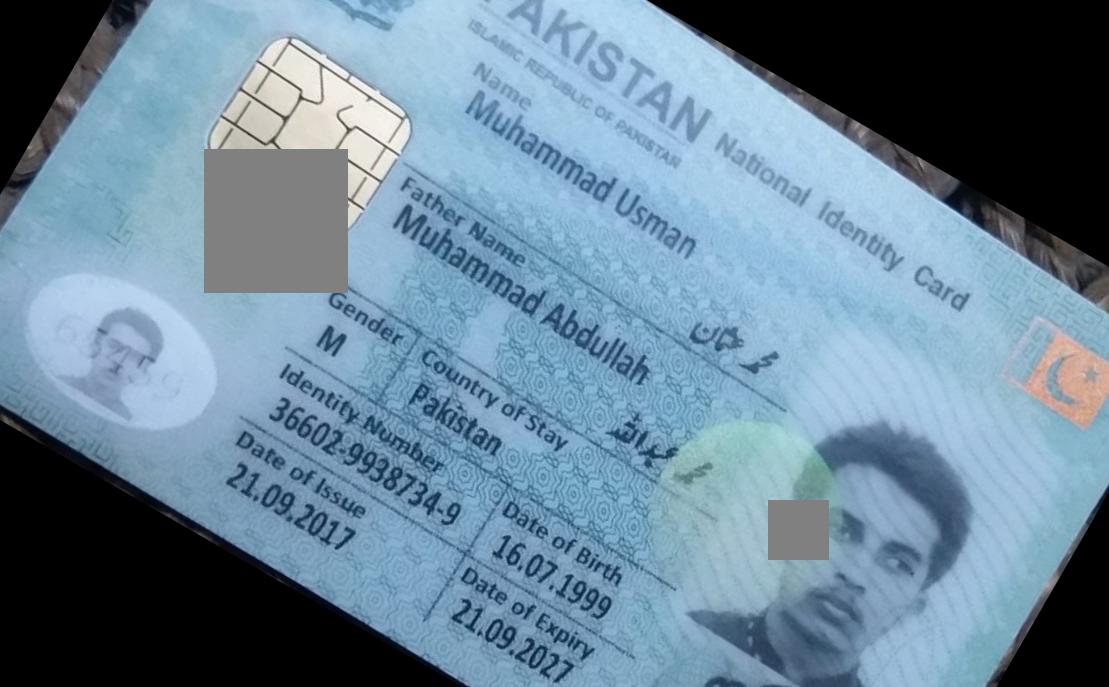 PAKISTAN National Identity Card
ISLAMIC REPUBLIC OF PAKISTAN
Name
Muhammad Usman
محمد عثمان
Father Name
Muhammad Abdullah
محمد عبداللہ
Gender
M
Country of Stay
Pakistan
Identity Number
36602-9938734-9
Date of Birth
16.07.1999
Date of Issue
21.09.2017
Date of Expiry
21.09.2027